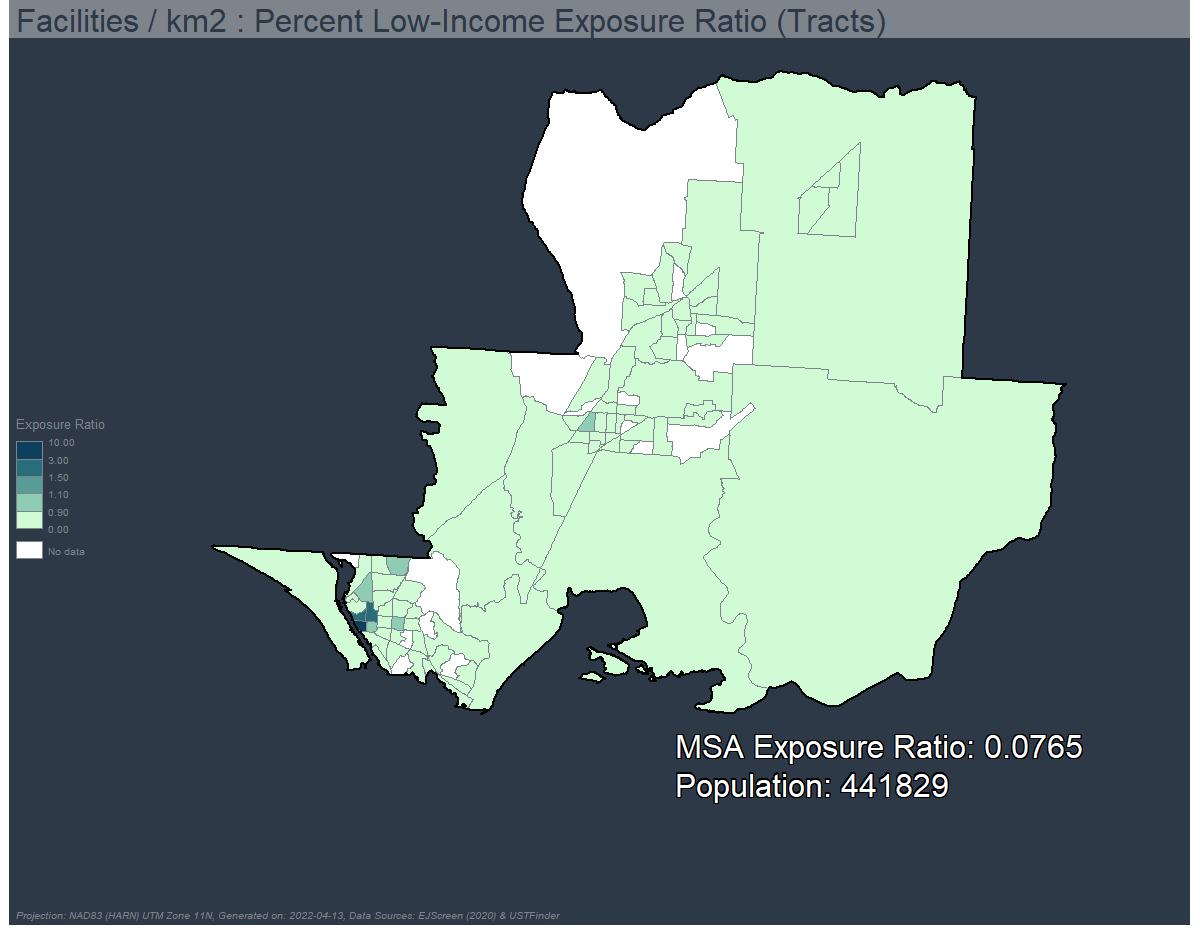 Facilities / km2 : Percent Low-Income Exposure Ratio (Tracts)
Exposure Ratio
10.00
3.00
1.50
1.10
0.90
0.00
No data
MSA Exposure Ratio: 0.0765
Population: 441829
Projection: NAD83 (HARN) UTM Zone 11N, Generated on: 2022-04-13, Data Sources: EJScreen (2020) & USTFinder